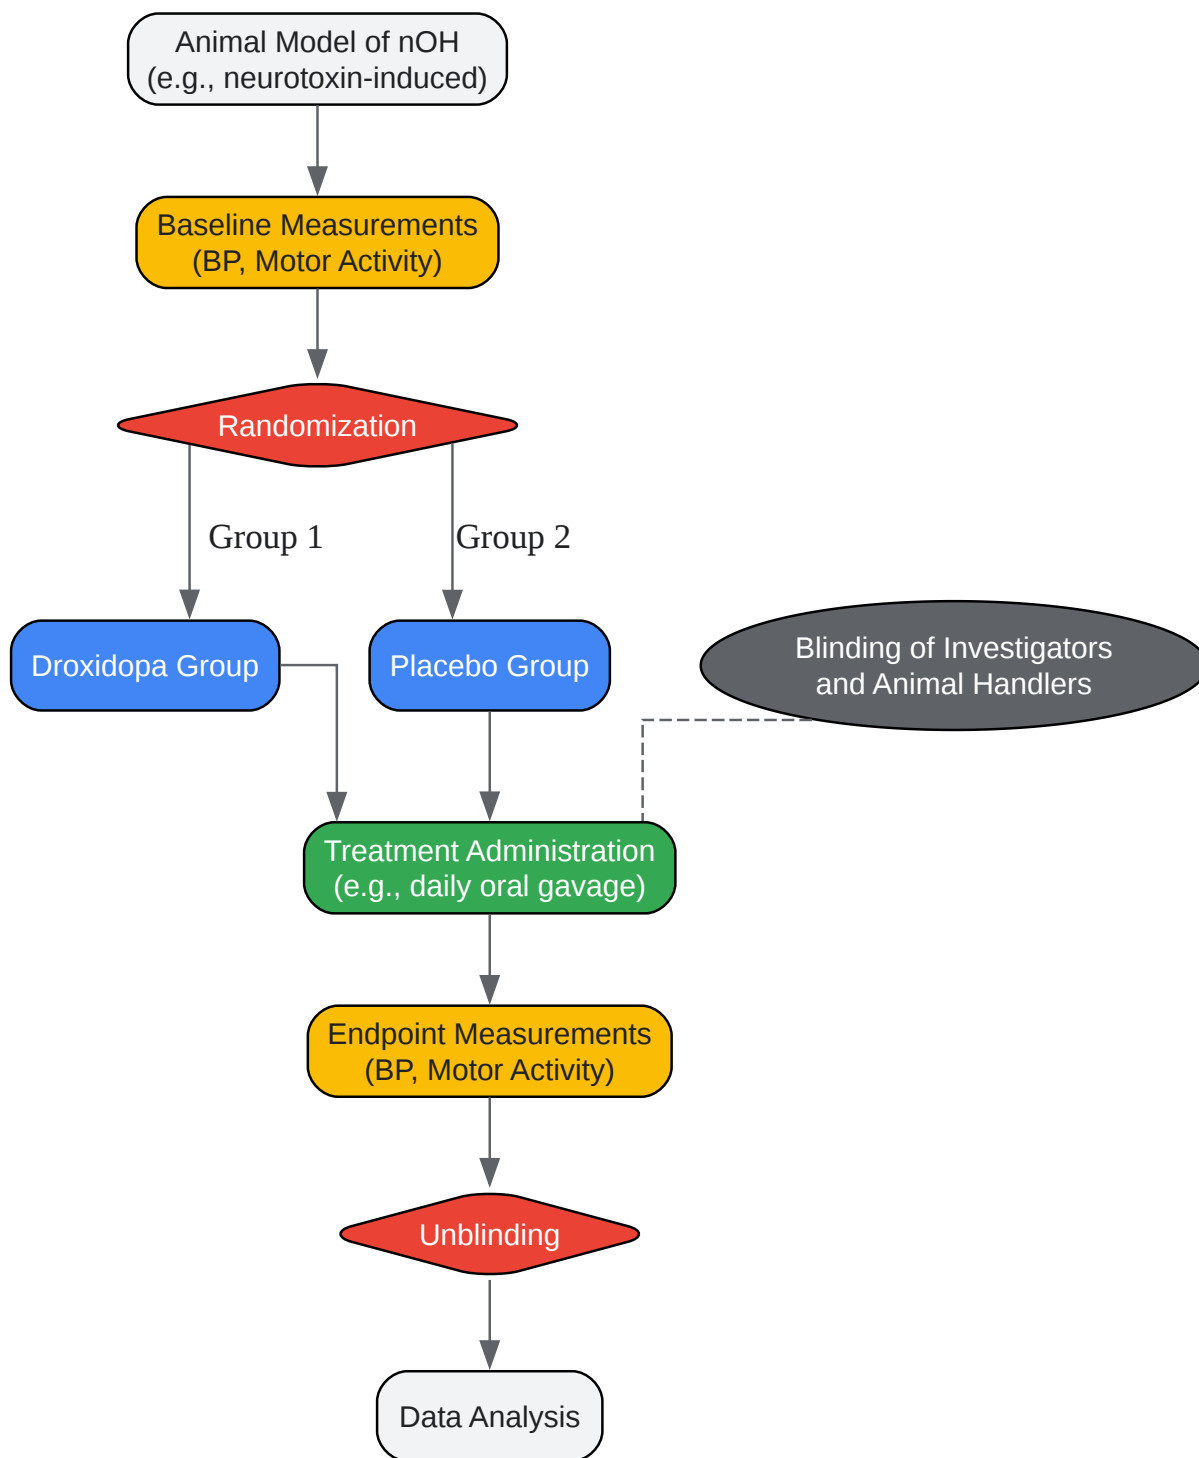 Animal Model of nOH
(e.g., neurotoxin-induced)
Baseline Measurements
(BP, Motor Activity)
Randomization
Group 1
Group 2
Droxidopa Group
Placebo Group
Blinding of Investigators
and Animal Handlers
Treatment Administration
(e.g., daily oral gavage)
Endpoint Measurements
(BP, Motor Activity)
Unblinding
Data Analysis